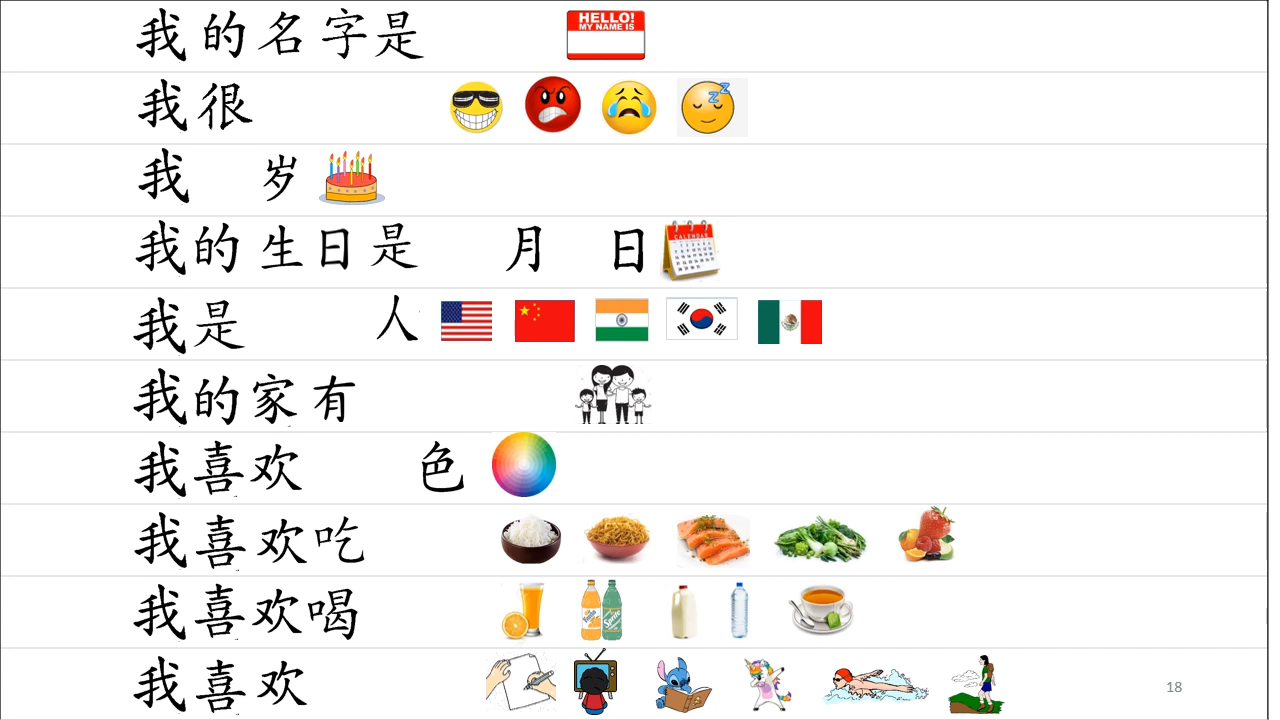 我的名字是 HELLO! MY NAME IS
我很 z z z
我 岁
我的生日是 月 日 CALENDAR
我是 人
我的家有
我喜欢 色
我喜欢吃
我喜欢喝 Fanta Sprite
我喜欢
18